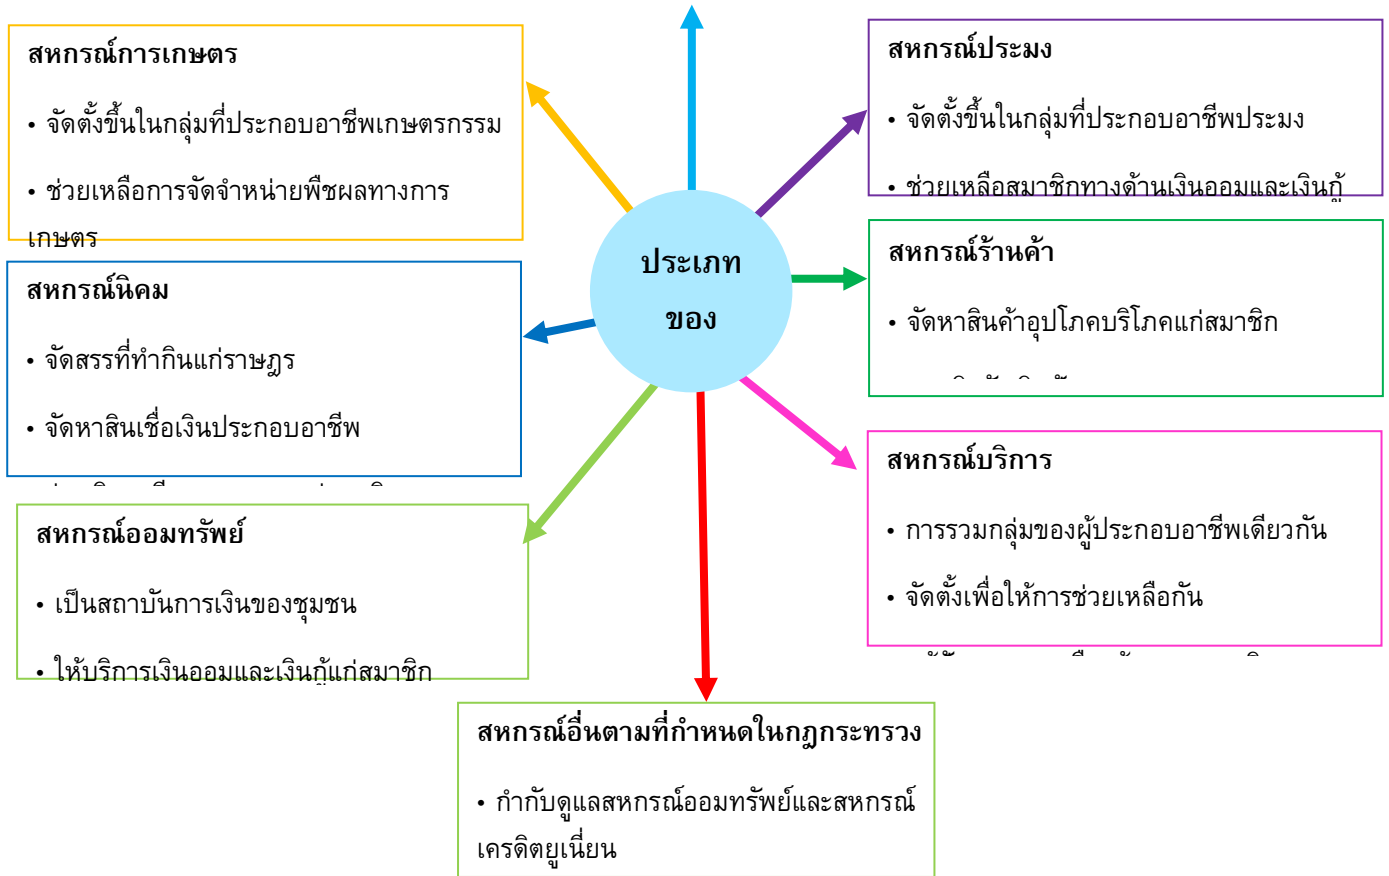 สหกรณ์การเกษตร
• จัดตั้งขึ้นในกลุ่มที่ประกอบอาชีพเกษตรกรรม
• ช่วยเหลือการจัดจำหน่ายพืชผลทางการ
เกษตร
สหกรณ์นิคม
• จัดสรรที่ทำกินแก่ราษฎร
• จัดหาสินเชื่อเงินประกอบอาชีพ
สหกรณ์ออมทรัพย์
• เป็นสถาบันการเงินของชุมชน
• ให้บริการเงินออมและเงินกู้แก่สมาชิก
ประเภท
ของ
สหกรณ์ประมง
• จัดตั้งขึ้นในกลุ่มที่ประกอบอาชีพประมง
• ช่วยเหลือสมาชิกทางด้านเงินออมและเงินกู้
สหกรณ์ร้านค้า
• จัดหาสินค้าอุปโภคบริโภคแก่สมาชิก
สหกรณ์บริการ
• การรวมกลุ่มของผู้ประกอบอาชีพเดียวกัน
• จัดตั้งเพื่อให้การช่วยเหลือกัน
สหกรณ์อื่นตามที่กำหนดในกฎกระทรวง
• กำกับดูแลสหกรณ์ออมทรัพย์และสหกรณ์
เครดิตยูเนี่ยน